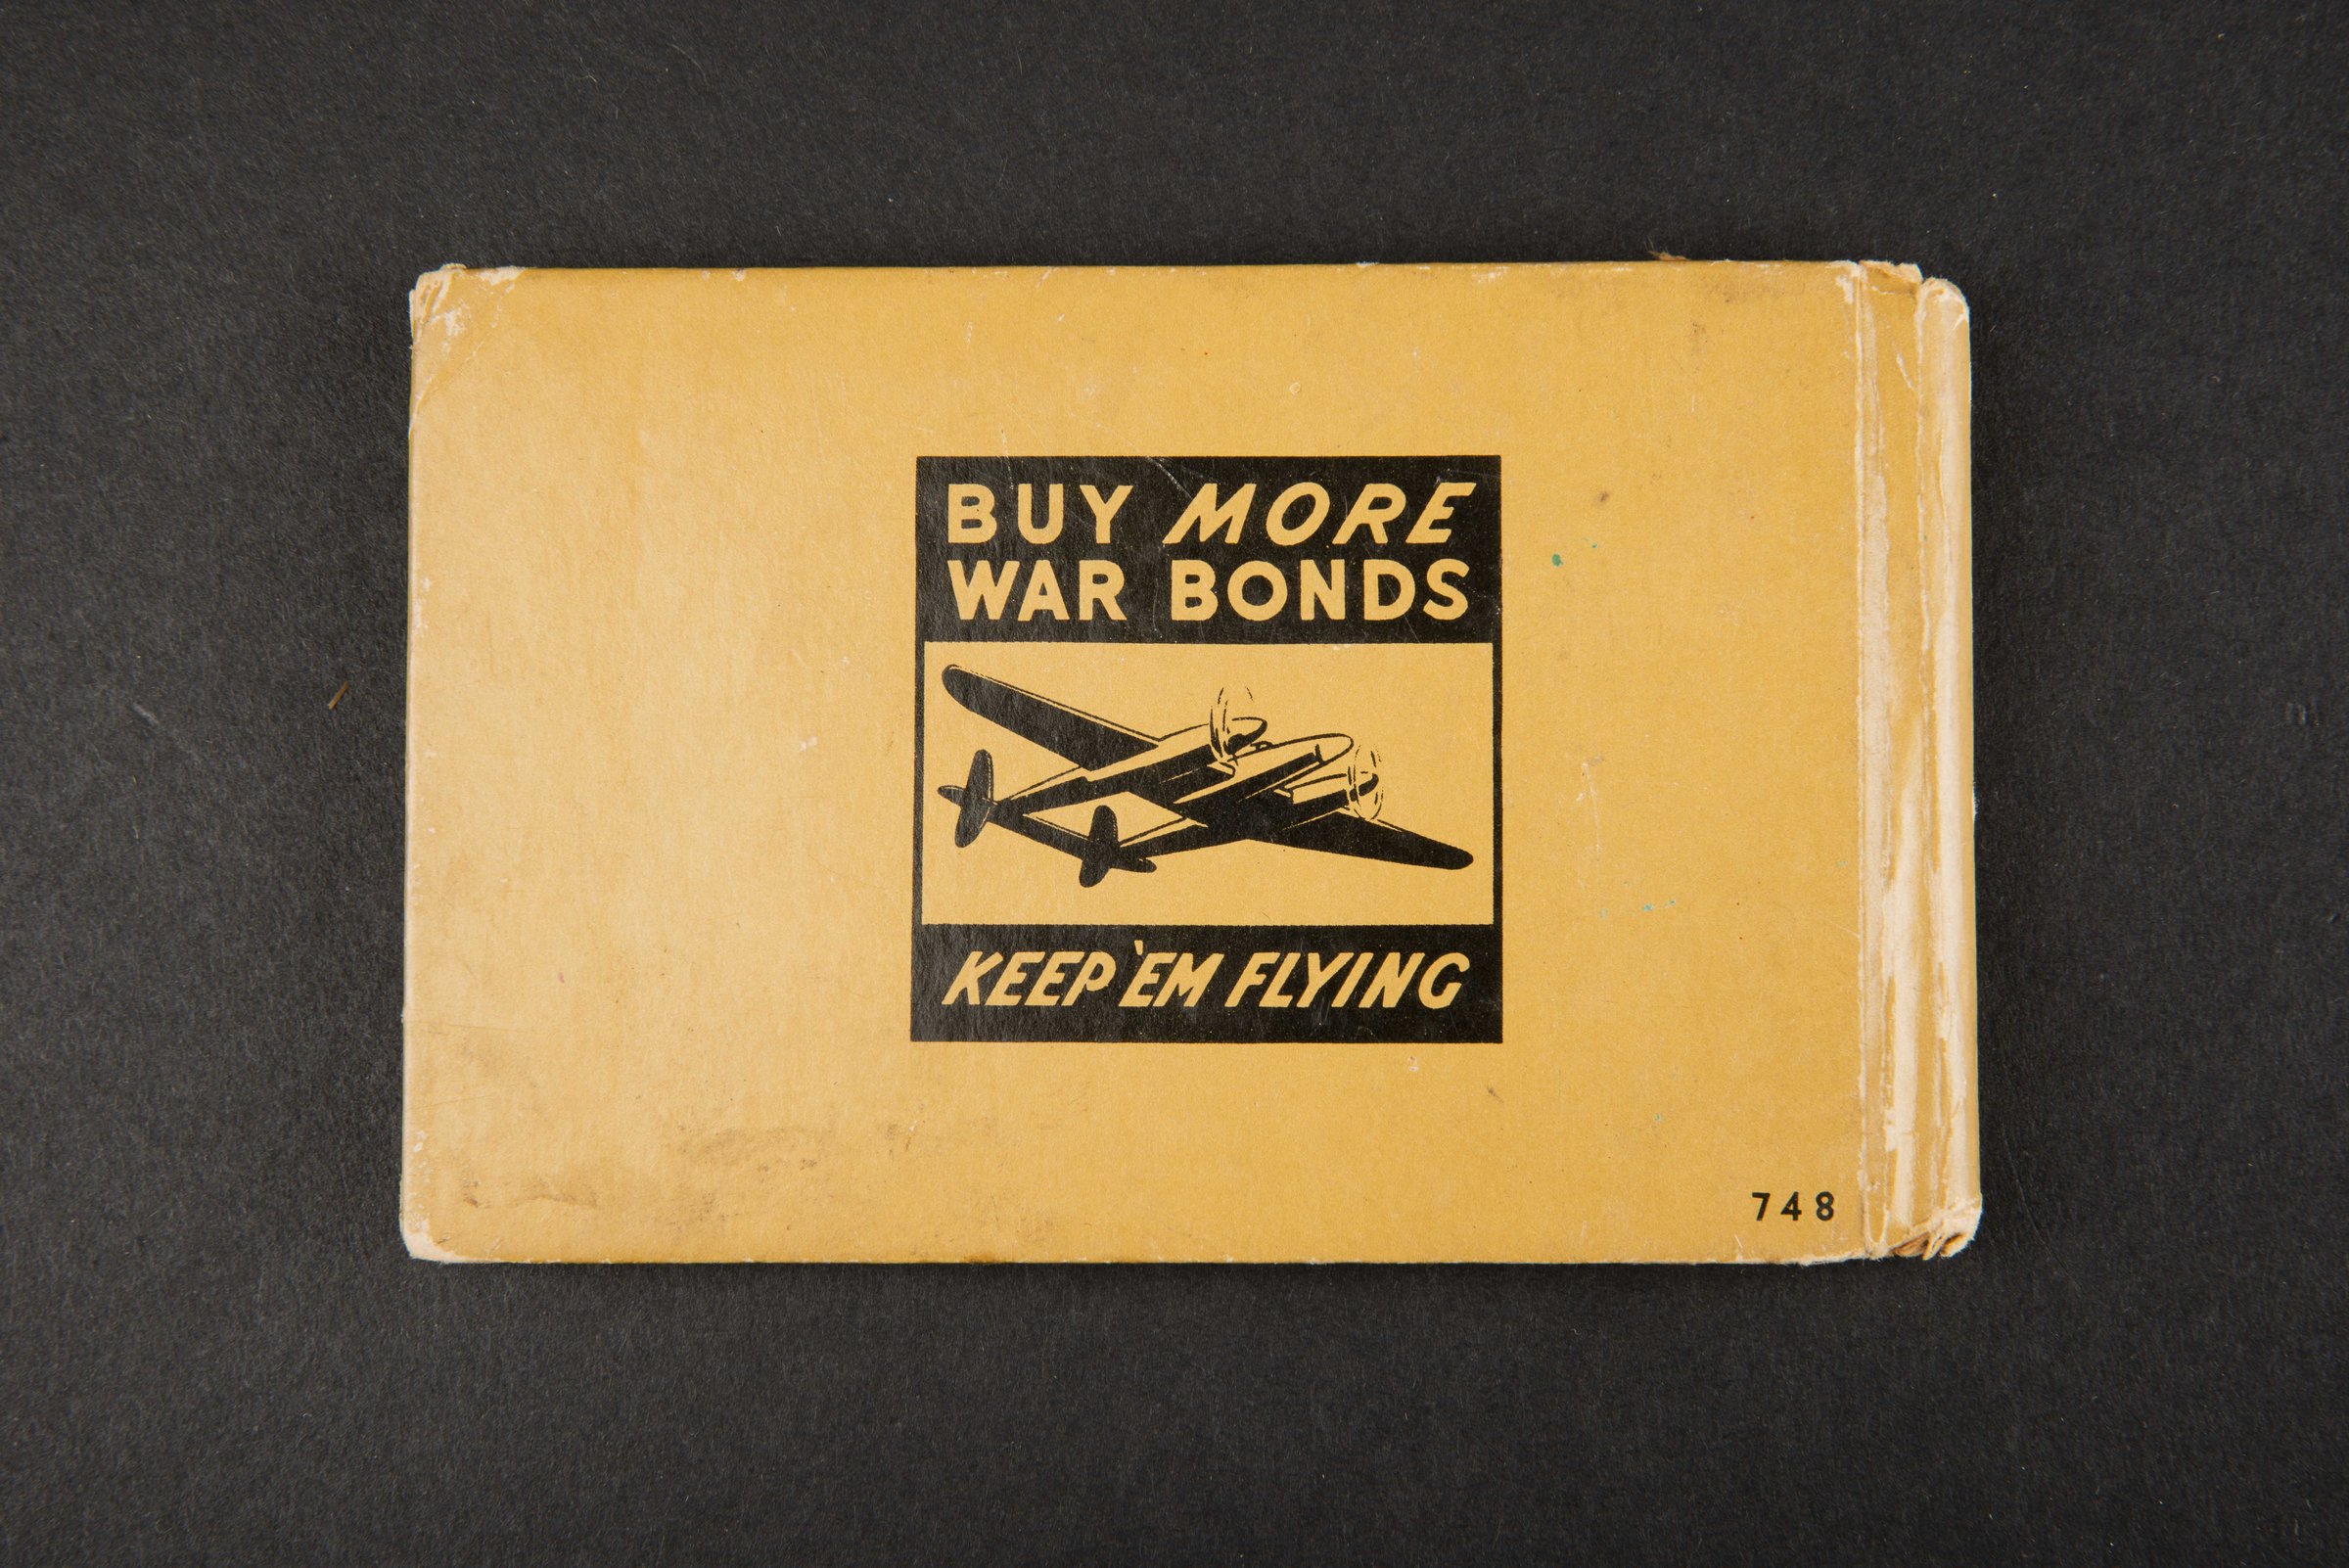 BUY MORE
WAR BONDS
KEEP 'EM FLYING
748